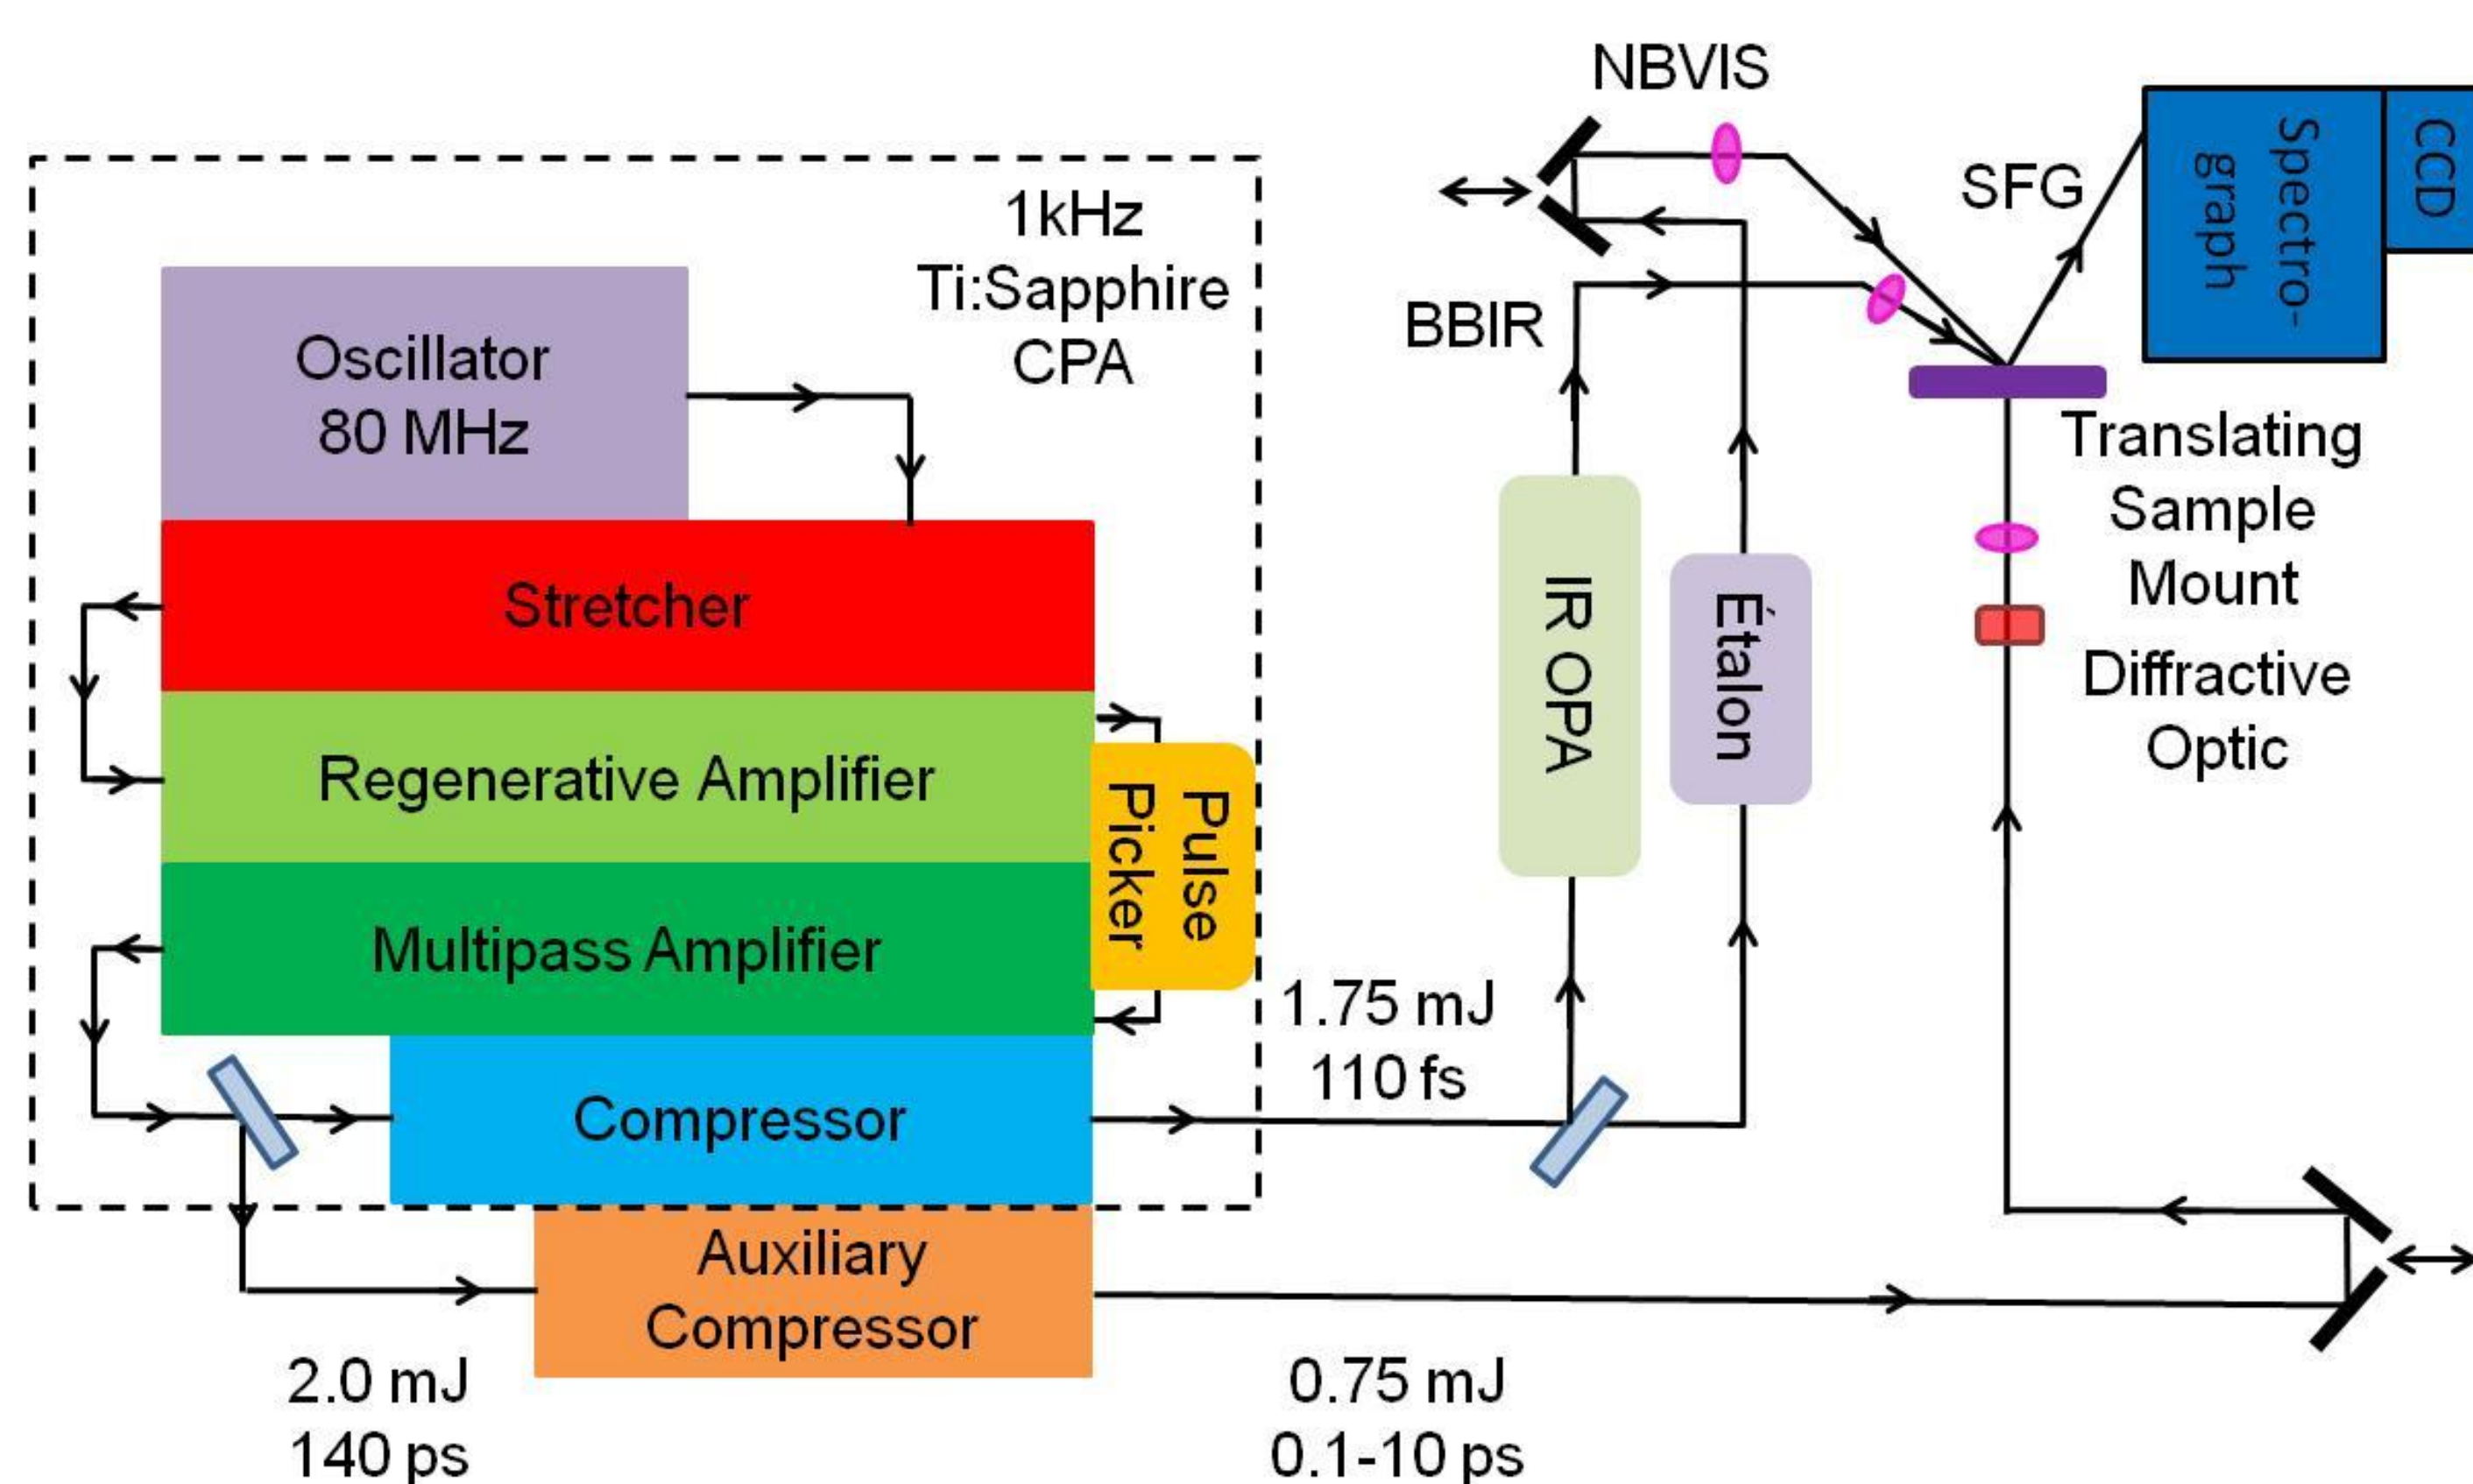 NBVIS
1kHz
Ti:Sapphire
CPA
Oscillator
80 MHz
Stretcher
Regenerative Amplifier
Multipass Amplifier
Pulse
Picker
Compressor
Auxiliary
Compressor
2.0 mJ
140 ps
1.75 mJ
110 fs
0.75 mJ
0.1-10 ps
BBIR
IR OPA
Étalon
SFG
Spectro-
graph
CCD
Translating
Sample
Mount
Diffractive
Optic